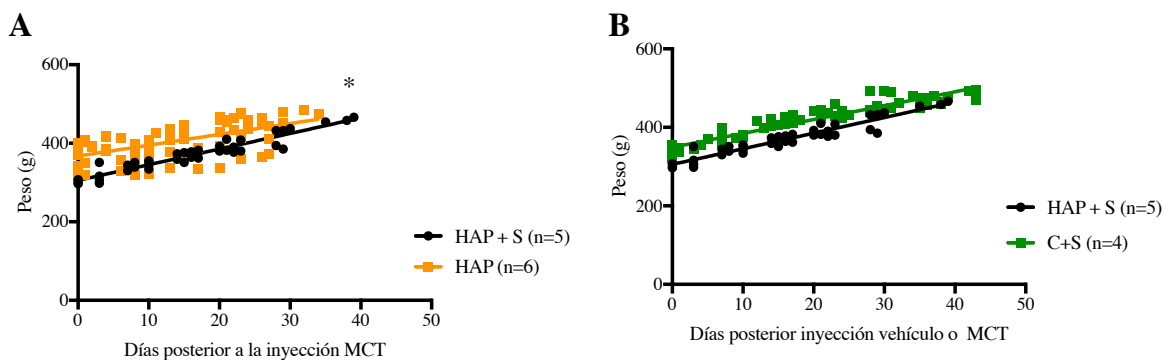 A
600
*
400
Peso (g)
200
HAP + S (n=5)
HAP (n=6)
0
0 10 20 30 40 50
Días posterior a la inyección MCT
B
600
400
Peso (g)
200
HAP + S (n=5)
C+S (n=4)
0
0 10 20 30 40 50
Días posterior inyección vehículo o MCT